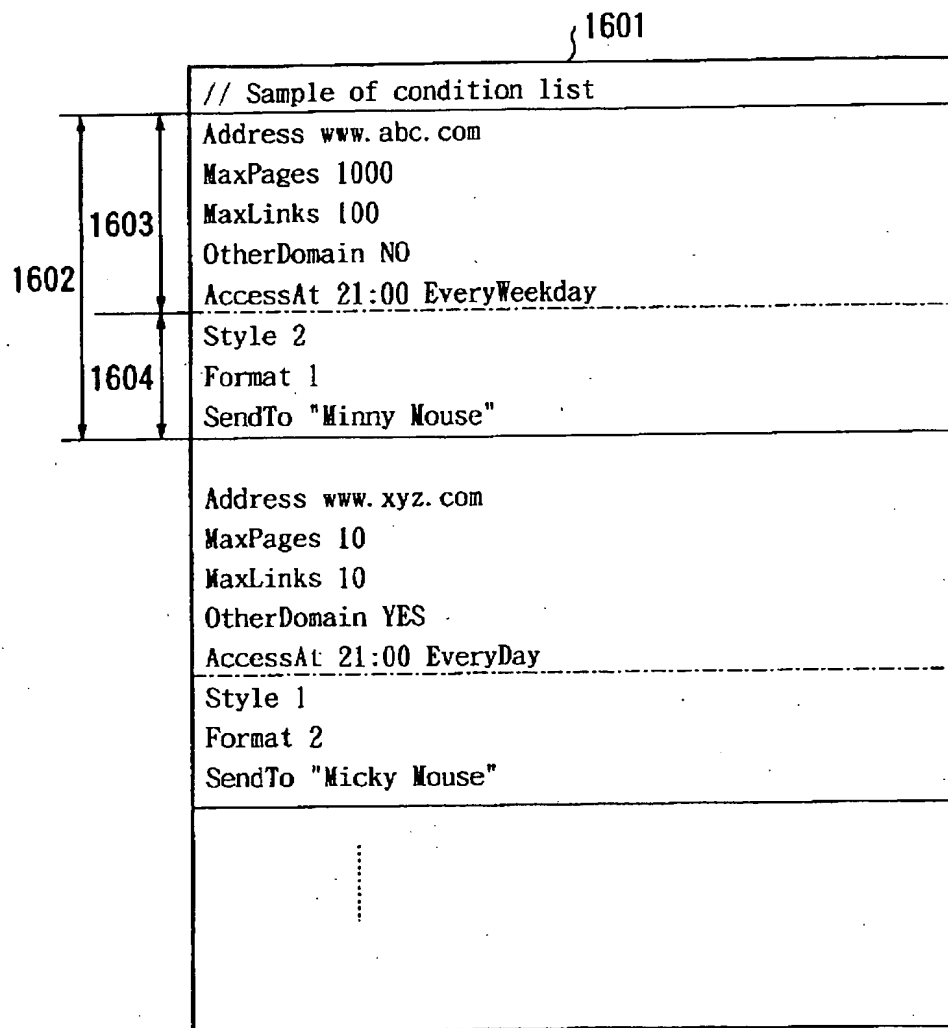 1601
// Sample of condition list
Address www.abc.com
MaxPages 1000
MaxLinks 100
1603
OtherDomain NO
1602
AccessAt 21:00 EveryWeekday
Style 2
1604
Format 1
SendTo "Minny Mouse"
Address www.xyz.com
MaxPages 10
MaxLinks 10
OtherDomain YES
AccessAt 21:00 EveryDay
Style 1
Format 2
SendTo "Micky Mouse"